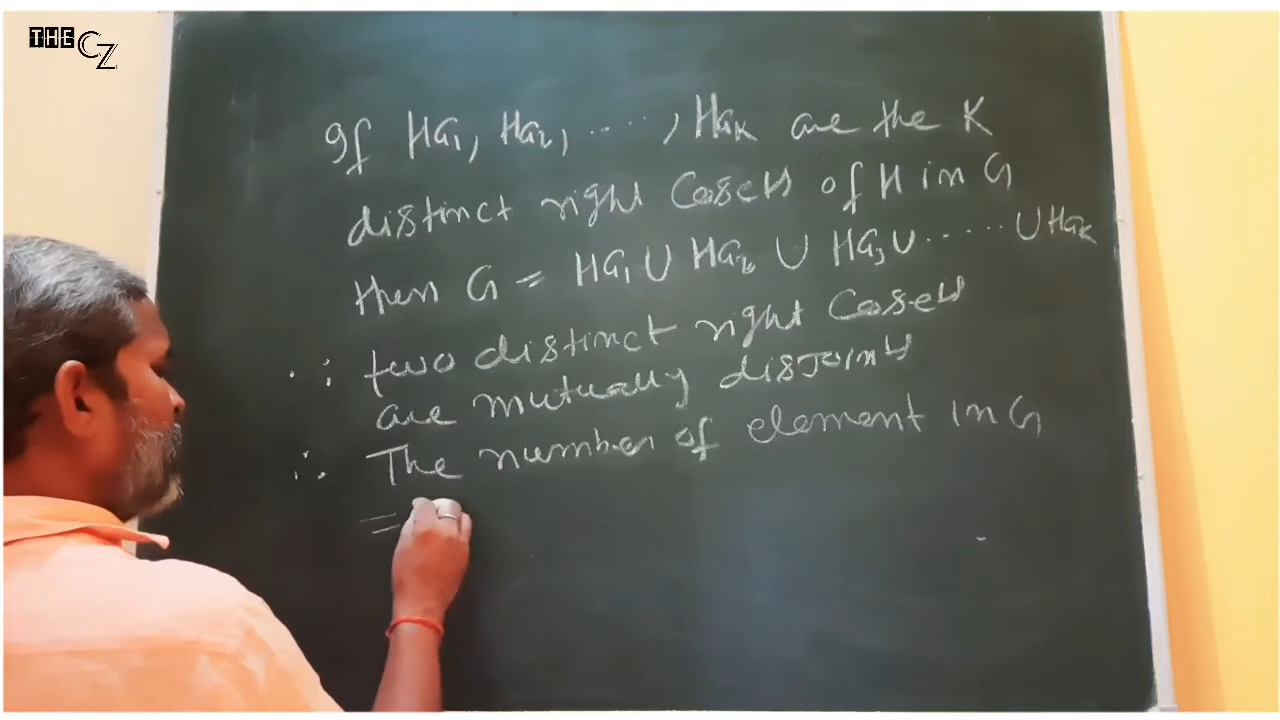 THE CZ
If Ha₁, Ha₂, ....., Haₖ are the K
distinct right Cosets of H in G
then G = Ha₁ ∪ Ha₂ ∪ Ha₃ ∪ ...... ∪ Haₖ
∵ two distinct right Cosets
are mutually disjoints
∴ The number of element in G
=